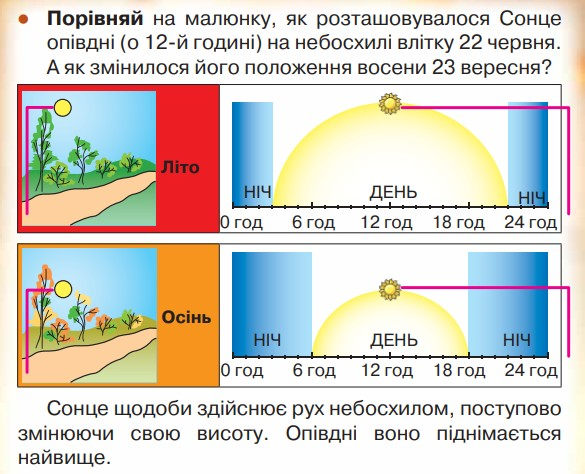 ● Порівняй на малюнку, як розташовувалося Сонце
опівдні (о 12-й годині) на небосхилі влітку 22 червня.
А як змінилося його положення восени 23 вересня?
Літо
НІЧ ДЕНЬ НІЧ
0 год 6 год 12 год 18 год 24 год
Осінь
НІЧ ДЕНЬ НІЧ
0 год 6 год 12 год 18 год 24 год
Сонце щодоби здійснює рух небосхилом, поступово
змінюючи свою висоту. Опівдні воно піднімається
найвище.